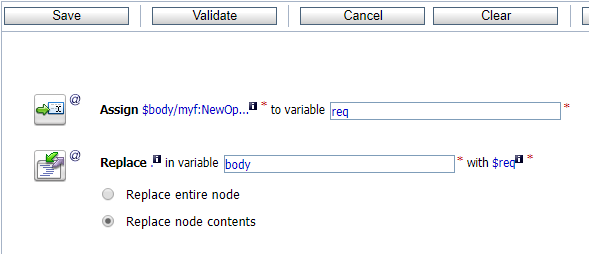 Save Validate Cancel Clear
@ Assign $body/myf:NewOp... * to variable req *
@ Replace . in variable body * with $req *
Replace entire node
Replace node contents